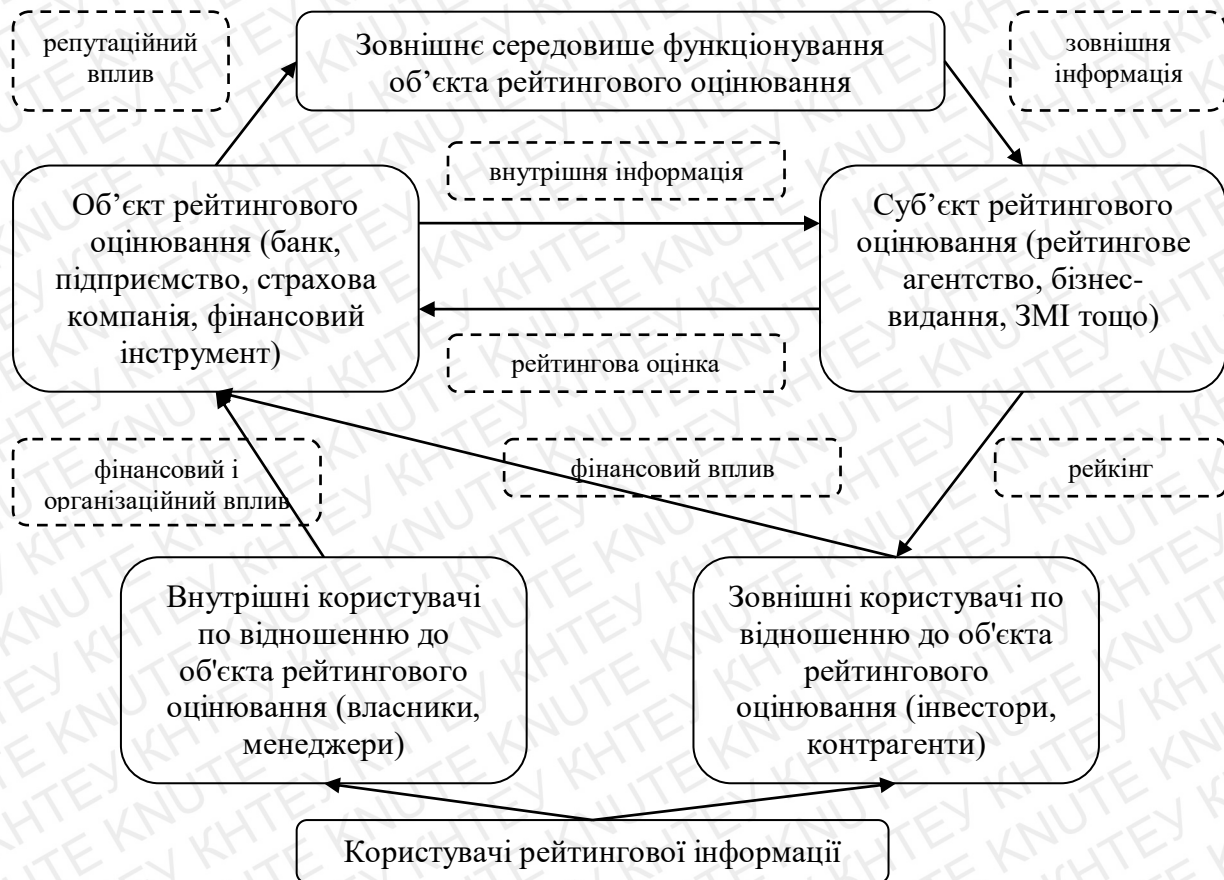 репутаційний
вплив
Зовнішнє середовише функціонування
об’єкта рейтингового оцінювання
зовнішня
інформація
внутрішня інформація
Об’єкт рейтингового
оцінювання (банк,
підприємство, страхова
компанія, фінансовий
інструмент)
Суб’єкт рейтингового
оцінювання (рейтингове
агентство, бізнес-
видання, ЗМІ тощо)
рейтингова оцінка
фінансовий і
організаційний вплив
фінансовий вплив
рейкінг
Внутрішні користувачі
по відношенню до
об'єкта рейтингового
оцінювання (власники,
менеджери)
Зовнішні користувачі по
відношенню до об'єкта
рейтингового
оцінювання (інвестори,
контрагенти)
Користувачі рейтингової інформації